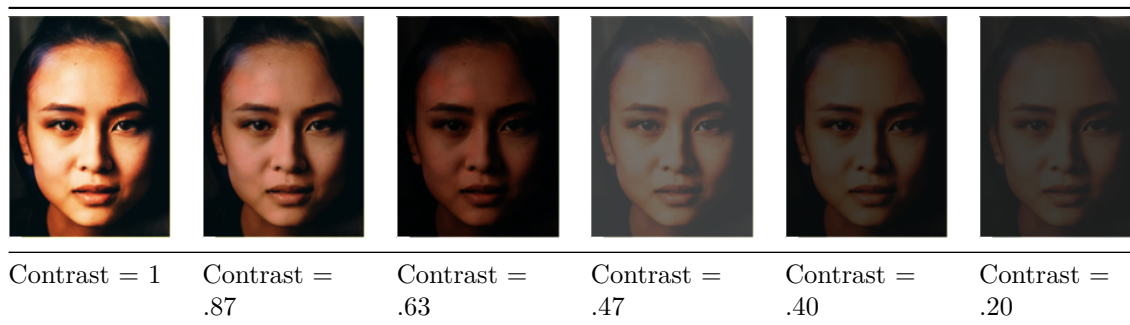 Contrast = 1 Contrast = Contrast = Contrast = Contrast = Contrast =
.87 .63 .47 .40 .20